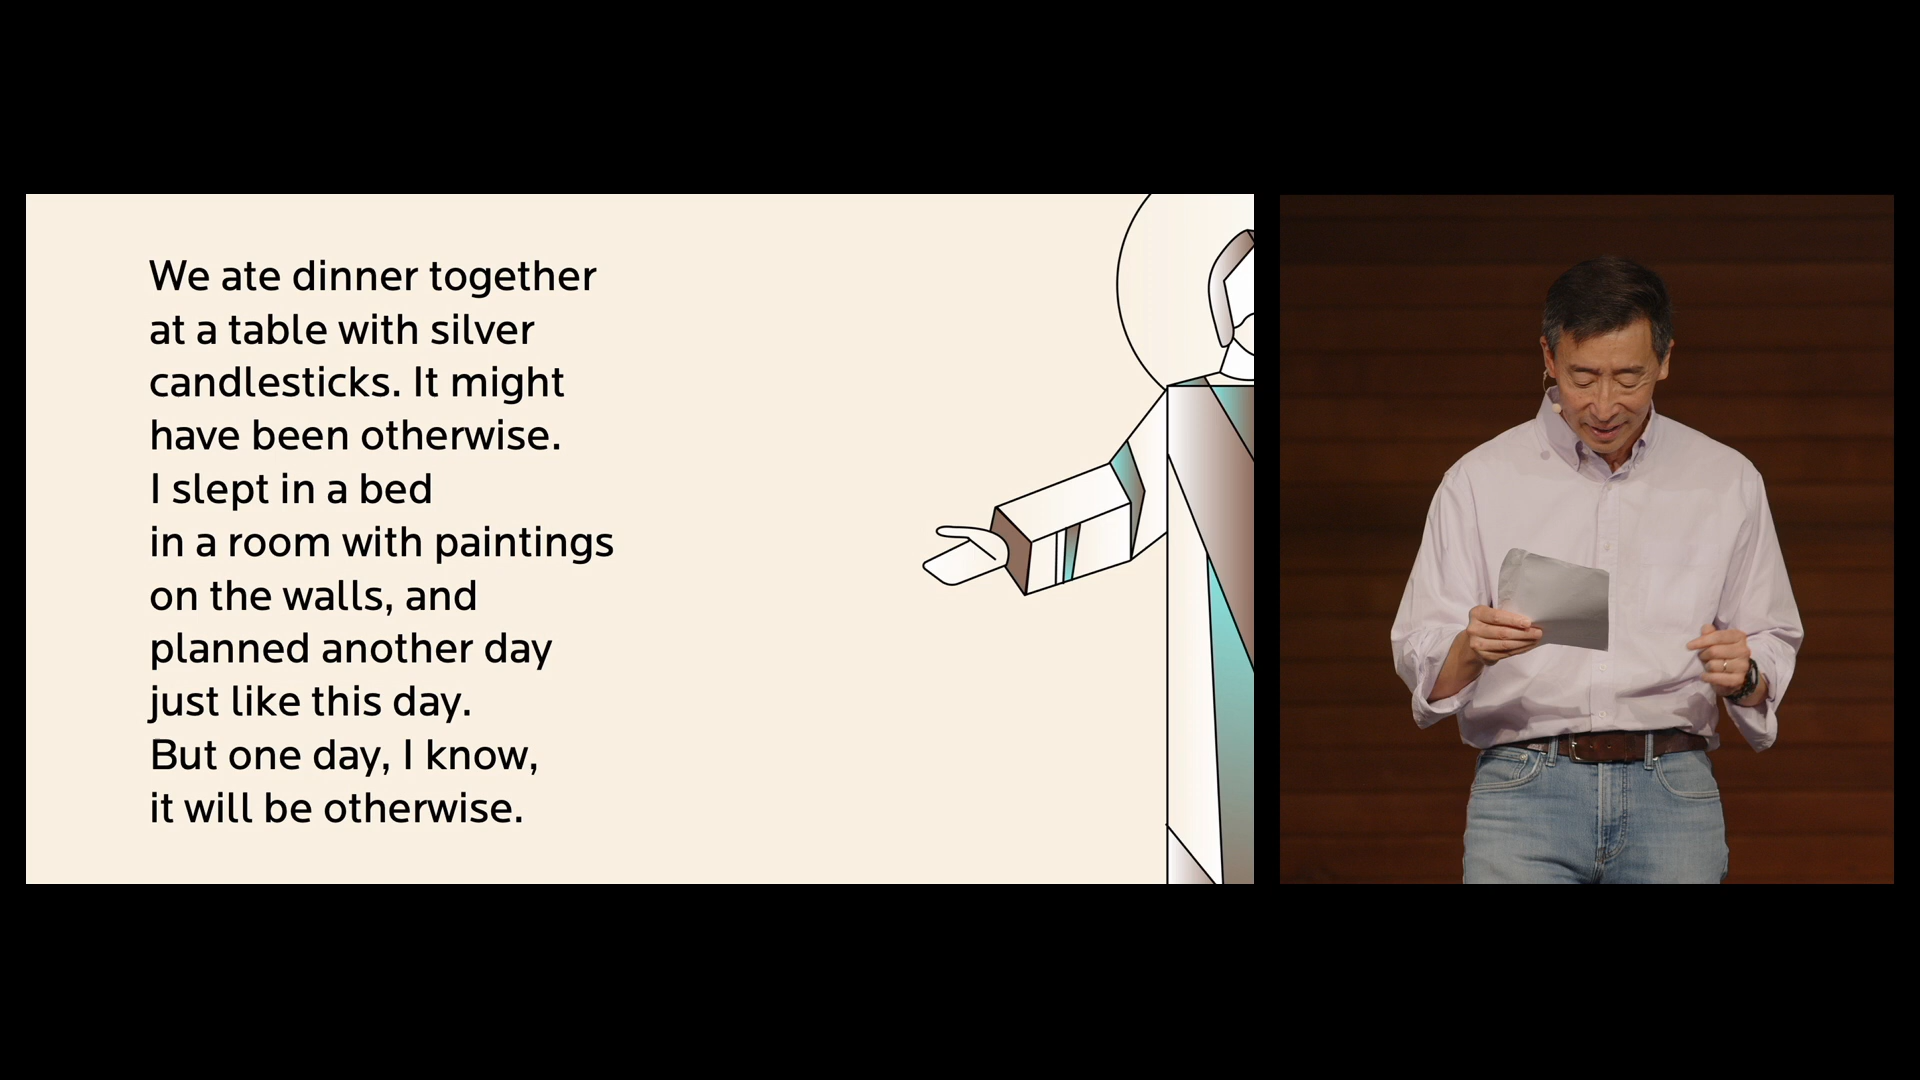 We ate dinner together
at a table with silver
candlesticks. It might
have been otherwise.
I slept in a bed
in a room with paintings
on the walls, and
planned another day
just like this day.
But one day, I know,
it will be otherwise.